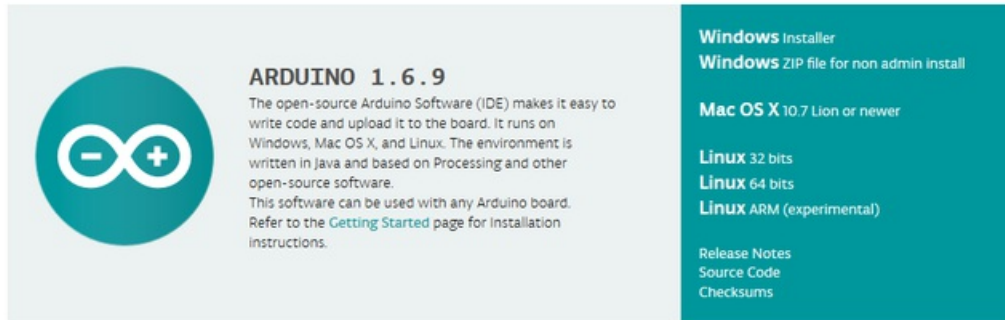 ARDUINO 1.6.9
The open-source Arduino Software (IDE) makes it easy to
write code and upload it to the board. It runs on
Windows, Mac OS X, and Linux. The environment is
written in Java and based on Processing and other
open-source software.
This software can be used with any Arduino board.
Refer to the Getting Started page for Installation
instructions.
Windows Installer
Windows ZIP file for non admin install
Mac OS X 10.7 Lion or newer
Linux 32 bits
Linux 64 bits
Linux ARM (experimental)
Release Notes
Source Code
Checksums